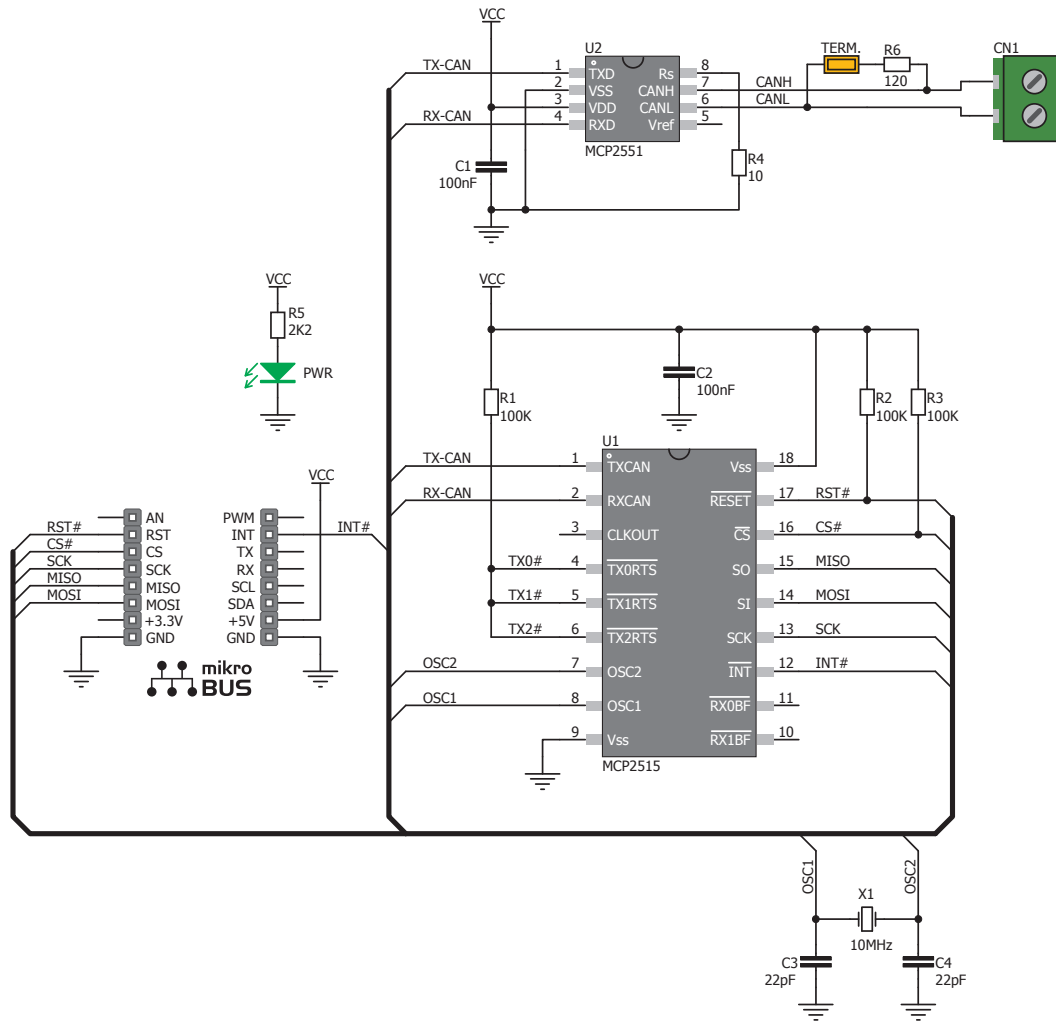 VCC
U2
TERM.
R6
120
CN1
TX-CAN
1 TXD Rs 8
2 VSS CANH 7 CANH
3 VDD CANL 6 CANL
RX-CAN 4 RXD Vref 5
MCP2551
C1
100nF
R4
10
VCC
R5
2K2
PWR
VCC
C2
100nF
R1
100K
R2
100K
R3
100K
U1
TX-CAN 1 TXCAN Vss 18
RX-CAN 2 RXCAN RESET 17 RST#
3 CLKOUT CS 16 CS#
TX0# 4 TX0RTS SO 15 MISO
TX1# 5 TX1RTS SI 14 MOSI
TX2# 6 TX2RTS SCK 13 SCK
OSC2 7 OSC2 INT 12 INT#
OSC1 8 OSC1 RX0BF 11
9 Vss RX1BF 10
MCP2515
VCC
AN PWM
RST# RST INT INT#
CS# CS TX
SCK SCK RX
MISO MISO SCL
MOSI MOSI SDA
+3.3V +5V
GND GND
mikro
BUS
OSC1
OSC2
X1
10MHz
C3
22pF
C4
22pF